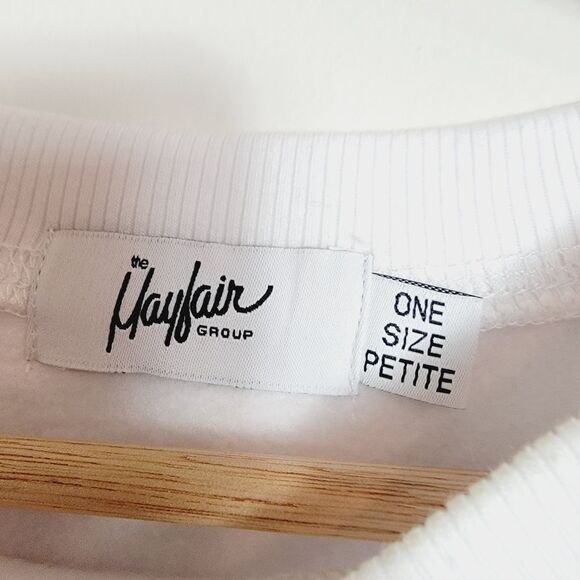 the
Mayfair
GROUP
ONE
SIZE
PETITE